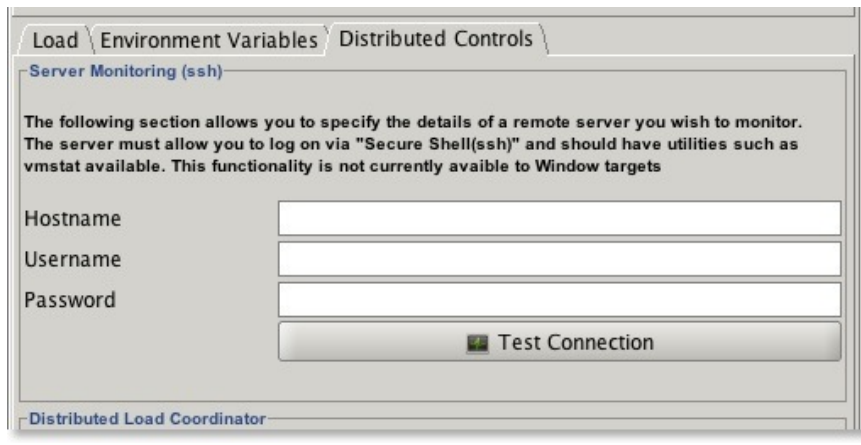 Load Environment Variables Distributed Controls
Server Monitoring (ssh)
The following section allows you to specify the details of a remote server you wish to monitor.
The server must allow you to log on via "Secure Shell(ssh)" and should have utilities such as
vmstat available. This functionality is not currently avaible to Window targets
Hostname
Username
Password
Test Connection
Distributed Load Coordinator